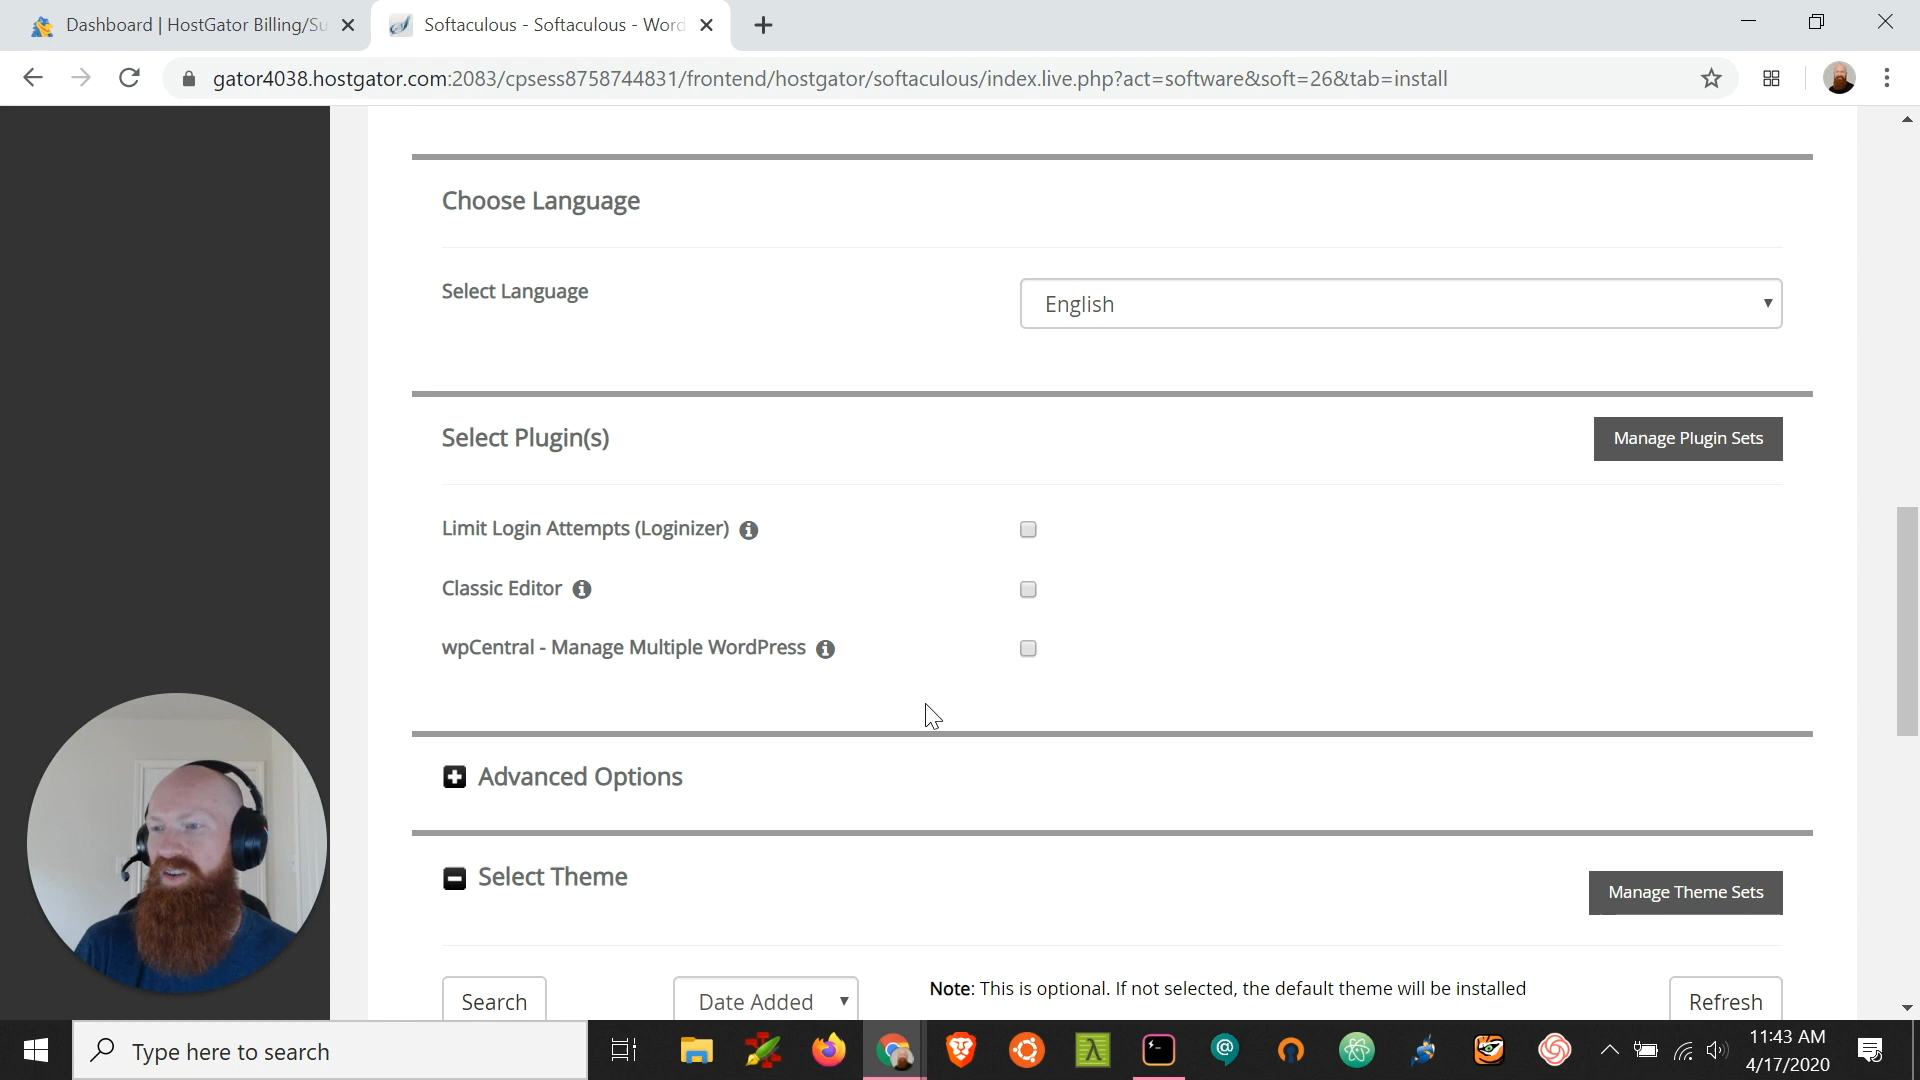 Dashboard | HostGator Billing/Su
Softaculous - Softaculous - Word
gator4038.hostgator.com:2083/cpsess8758744831/frontend/hostgator/softaculous/index.live.php?act=software&soft=26&tab=install
Choose Language
Select Language
English
Select Plugin(s)
Manage Plugin Sets
Limit Login Attempts (Loginizer)
Classic Editor
wpCentral - Manage Multiple WordPress
Advanced Options
Select Theme
Manage Theme Sets
Search
Date Added
Note: This is optional. If not selected, the default theme will be installed
Refresh
Type here to search
11:43 AM
4/17/2020